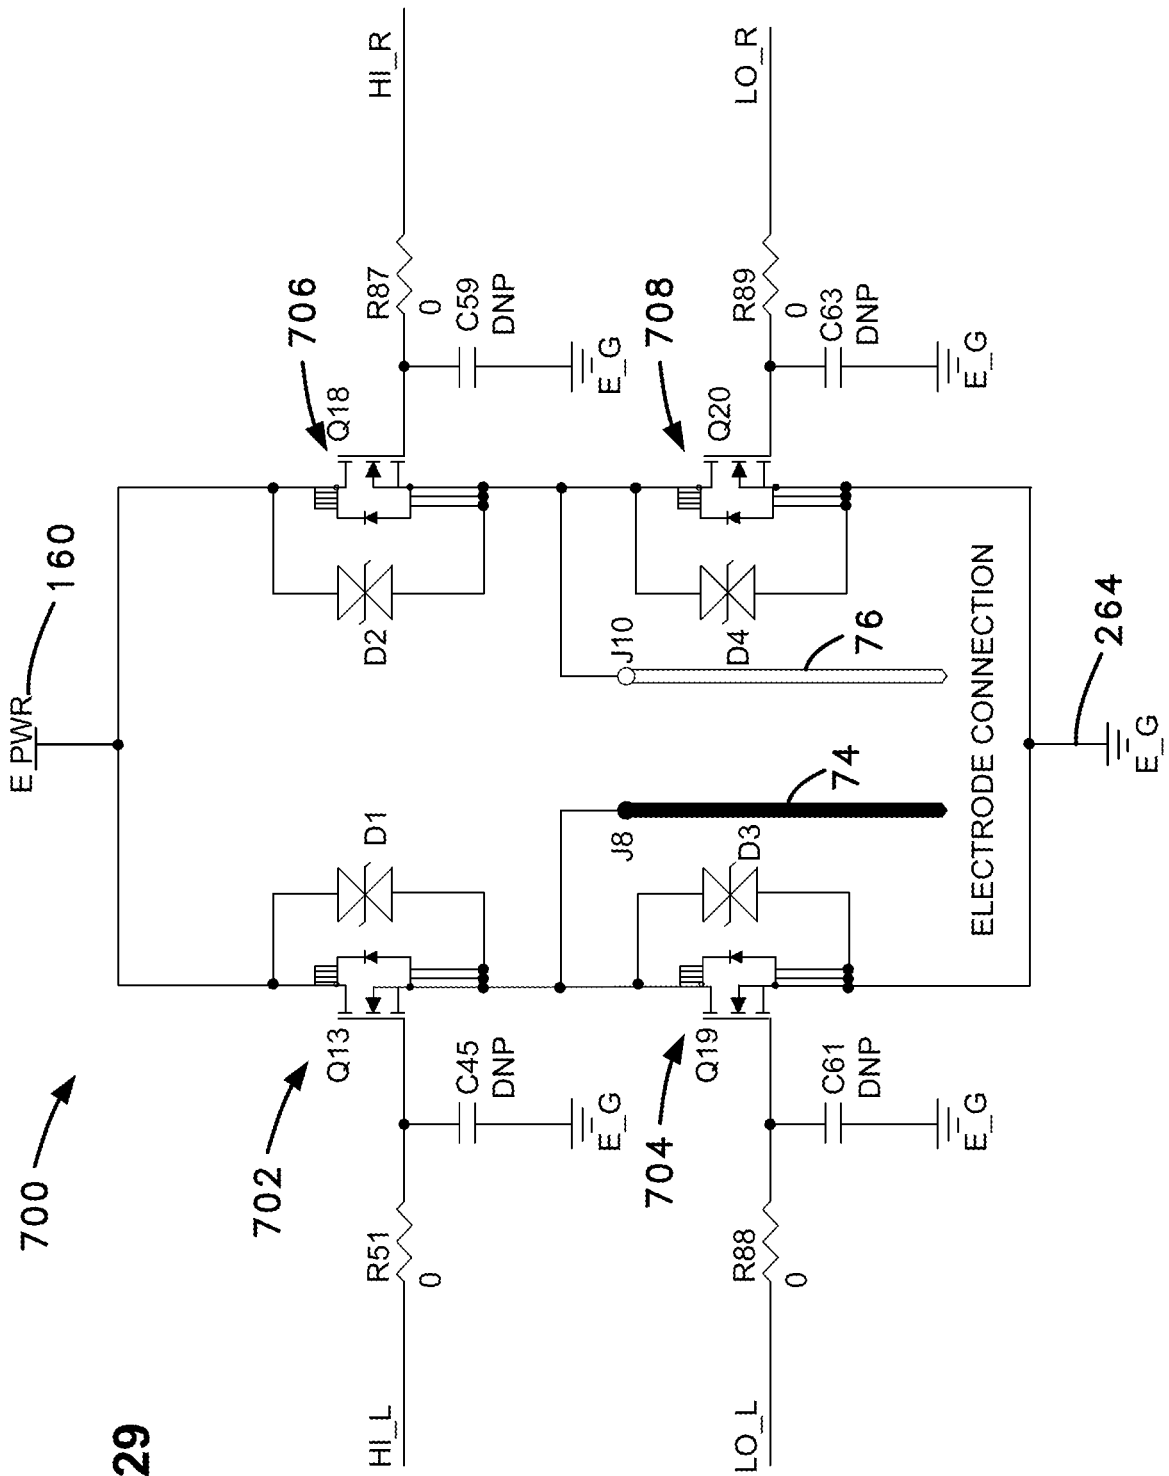 29
700
E_PWR
160
702
Q13
D1
D2
Q18
706
HI_L
R51
0
C45
DNP
E_G
R87
0
C59
DNP
E_G
HI_R
704
Q19
D3
J8
J10
D4
Q20
708
LO_L
R88
0
C61
DNP
E_G
74
76
R89
0
C63
DNP
E_G
LO_R
ELECTRODE CONNECTION
264
E_G